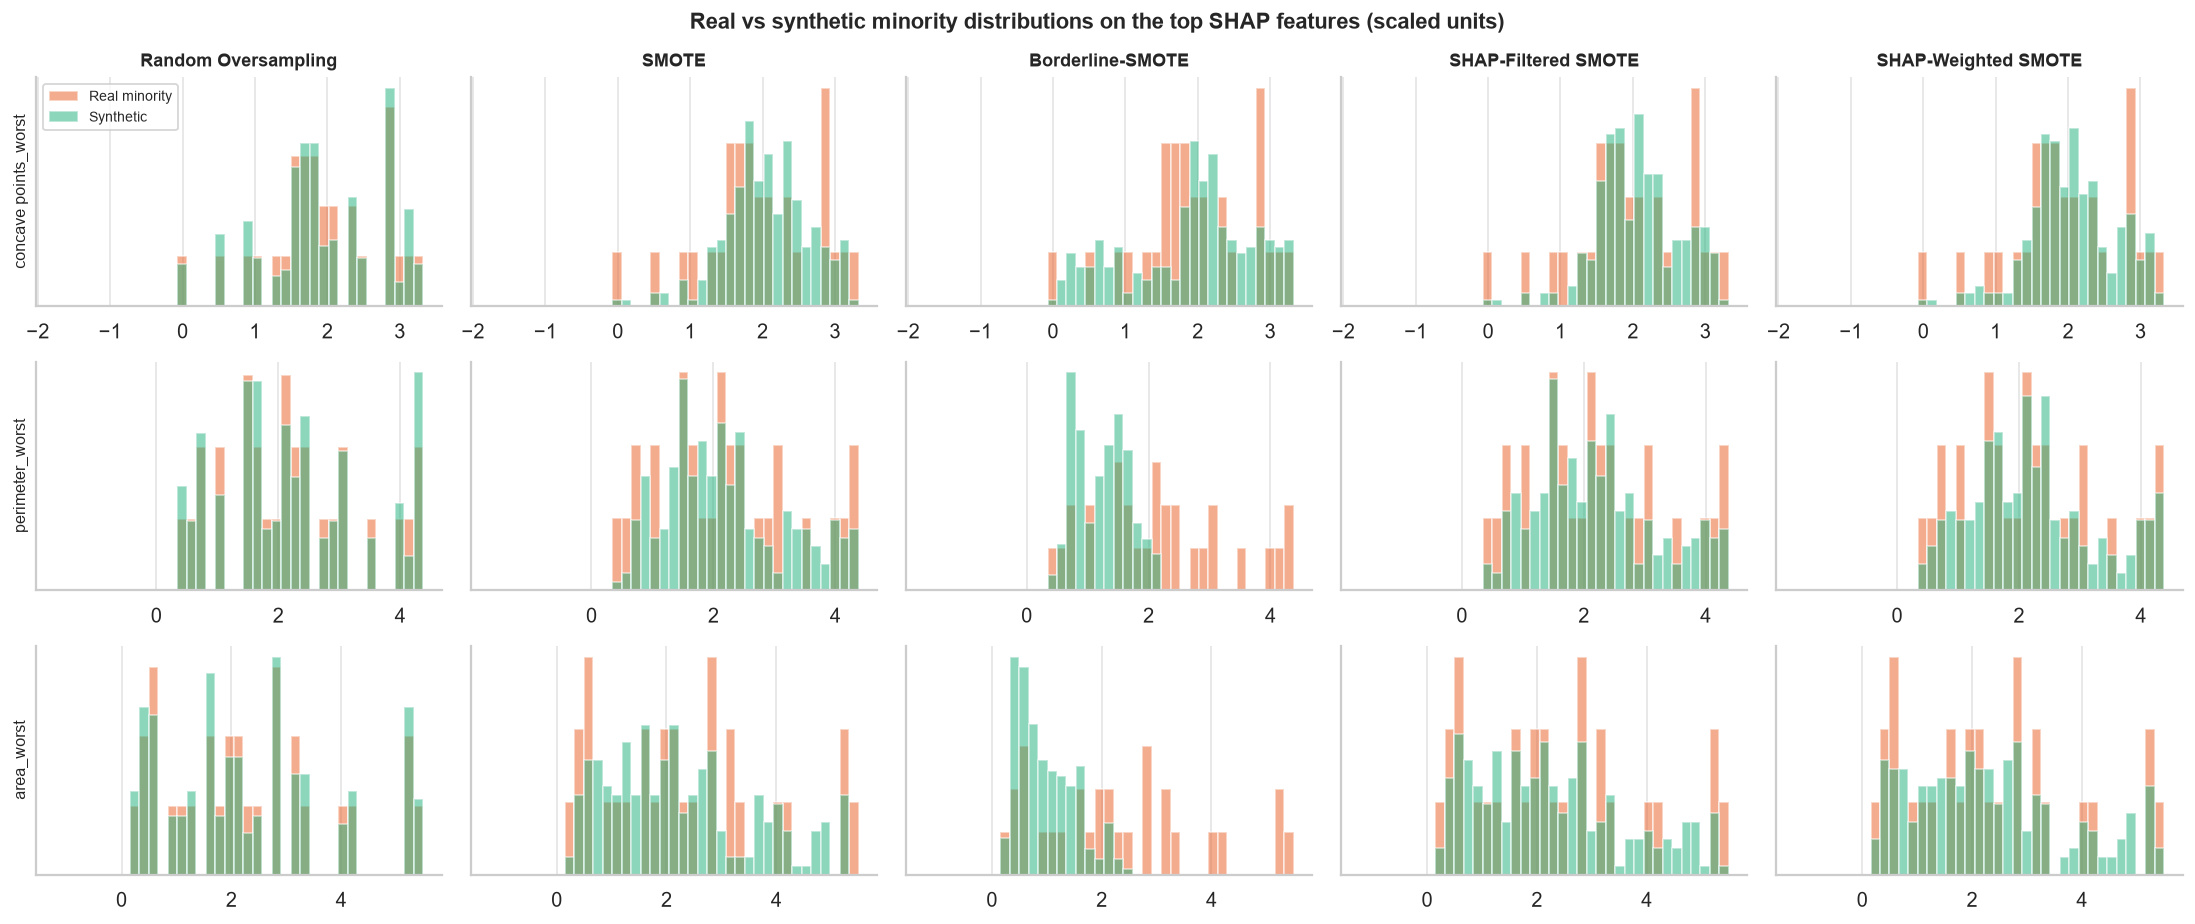 Real vs synthetic minority distributions on the top SHAP features (scaled units)
Random Oversampling
SMOTE
Borderline-SMOTE
SHAP-Filtered SMOTE
SHAP-Weighted SMOTE
Real minority
Synthetic
concave points_worst
−2 −1 0 1 2 3
−2 −1 0 1 2 3
−2 −1 0 1 2 3
−2 −1 0 1 2 3
−2 −1 0 1 2 3
perimeter_worst
0 2 4
0 2 4
0 2 4
0 2 4
0 2 4
area_worst
0 2 4
0 2 4
0 2 4
0 2 4
0 2 4